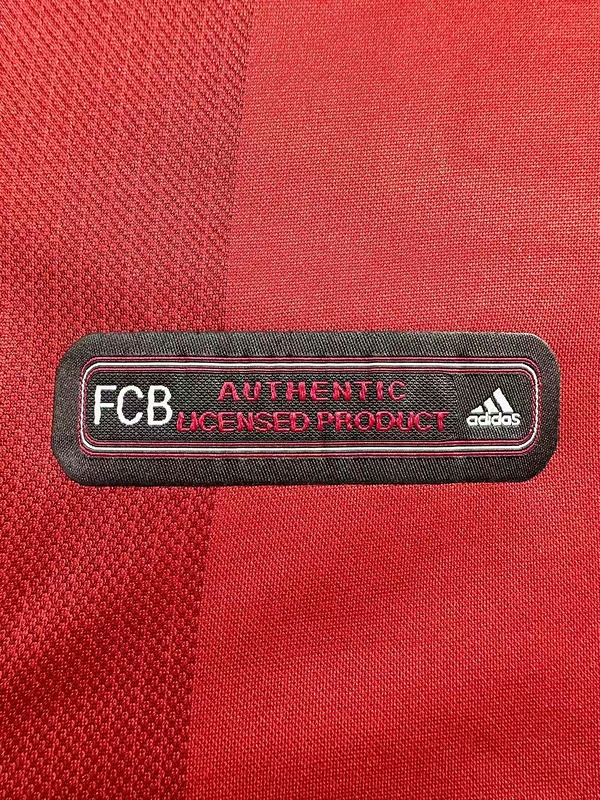 FCB
AUTHENTIC
LICENSED PRODUCT
adidas